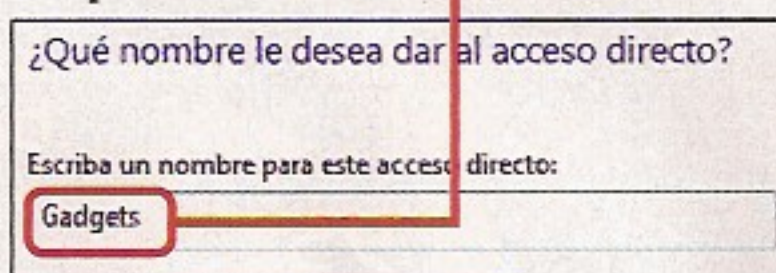 ¿Qué nombre le desea dar al acceso directo?
Escriba un nombre para este acceso directo:
Gadgets